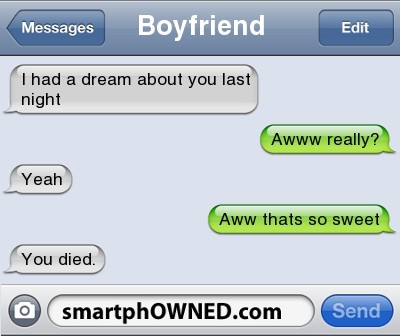 Messages
Boyfriend
Edit
I had a dream about you last
night
Awww really?
Yeah
Aww thats so sweet
You died.
smartphOWNED.com
Send